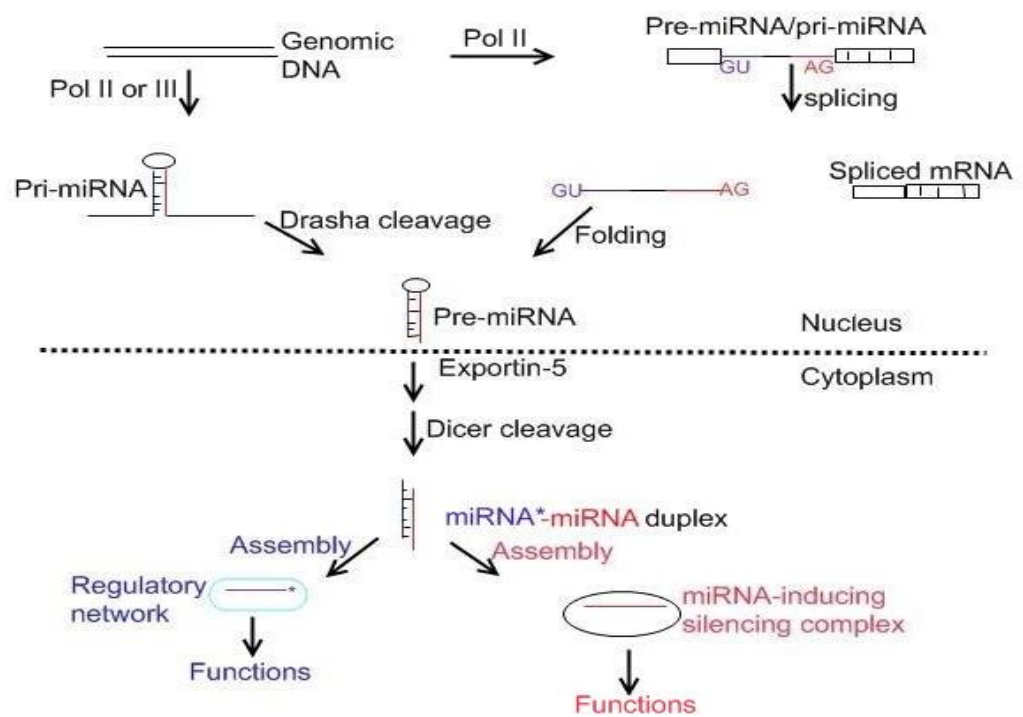 Genomic
DNA
Pol II
Pre-miRNA/pri-miRNA
GU
AG
Pol II or III
splicing
Pri-miRNA
GU
AG
Spliced mRNA
Drasha cleavage
Folding
Pre-miRNA
Nucleus
Exportin-5
Cytoplasm
Dicer cleavage
miRNA*-miRNA duplex
Assembly
Assembly
Regulatory
network
*
miRNA-inducing
silencing complex
Functions
Functions